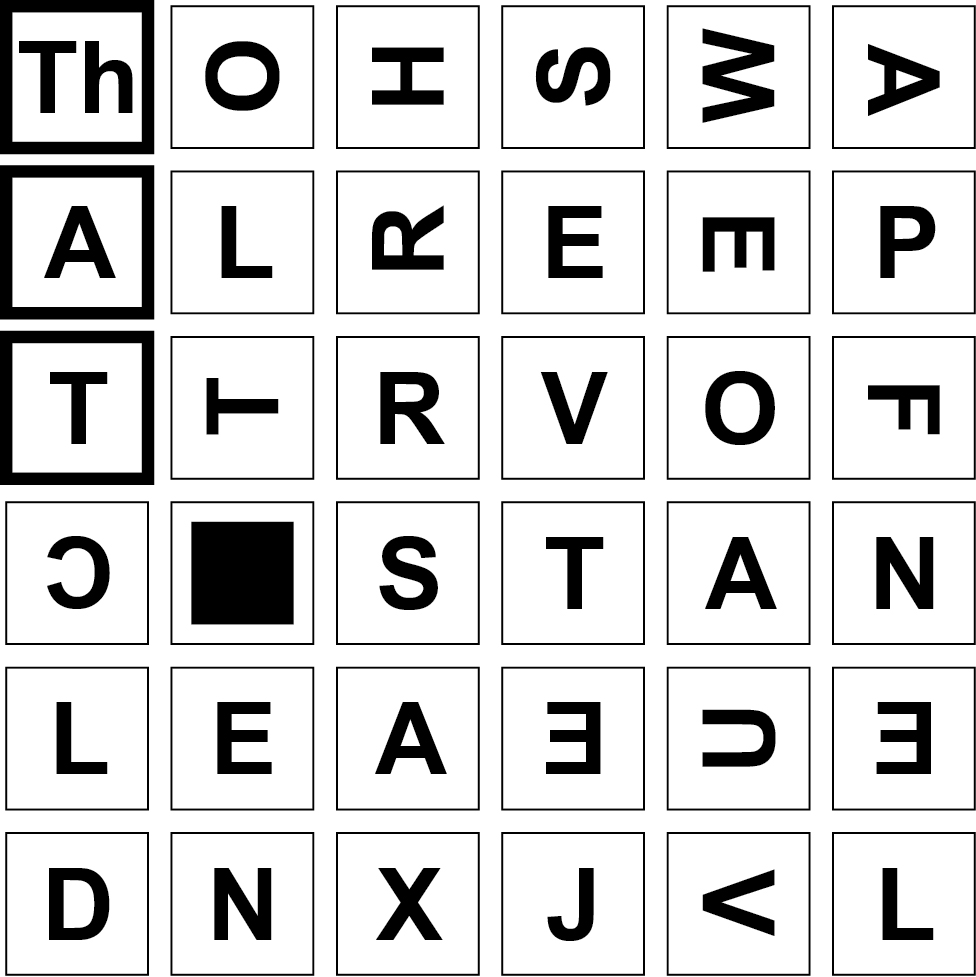 Th O H S W A
A L R E E P
T T R V O F
C S T A N
L E A E U E
D N X J V L